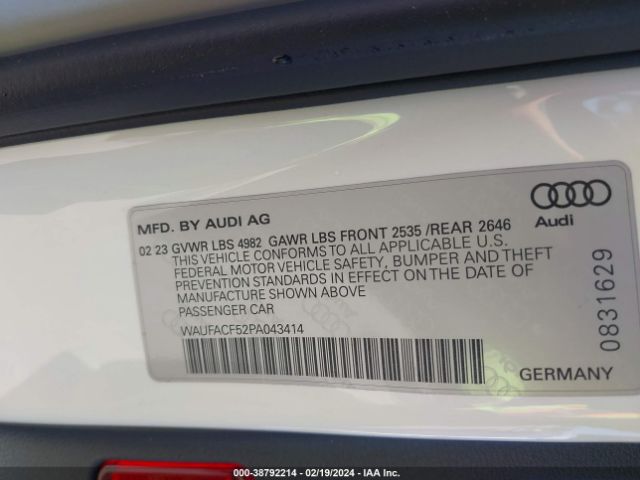 MFD. BY AUDI AG
Audi
02 23 GVWR LBS 4982 GAWR LBS FRONT 2535 /REAR 2646
THIS VEHICLE CONFORMS TO ALL APPLICABLE U.S.
FEDERAL MOTOR VEHICLE SAFETY, BUMPER AND THEFT
PREVENTION STANDARDS IN EFFECT ON THE DATE OF
MANUFACTURE SHOWN ABOVE
PASSENGER CAR
WAUFACF52PA043414
0831629
GERMANY
000-38792214 - 02/19/2024 - IAA Inc.